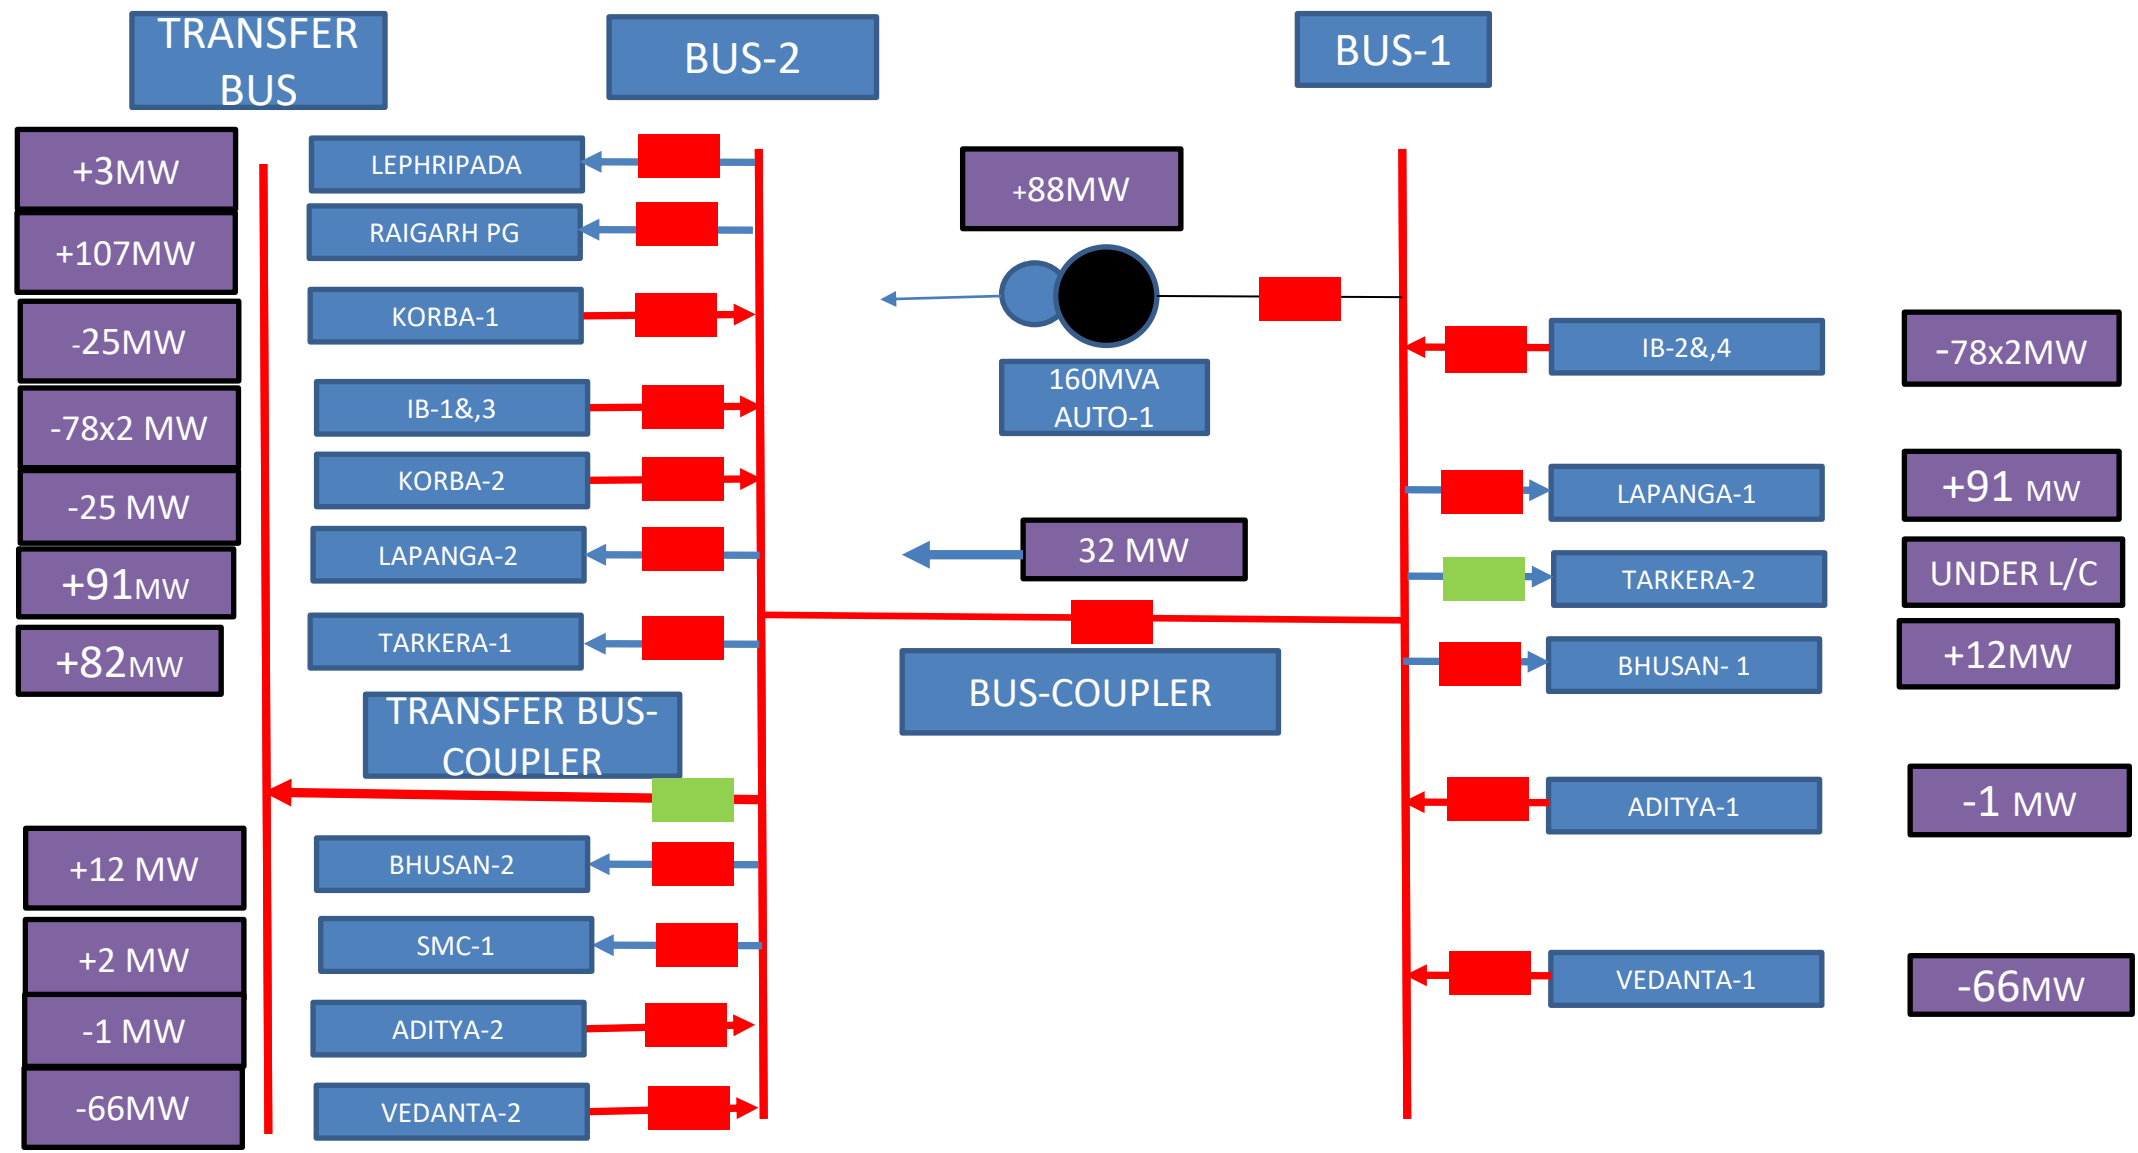 TRANSFER
BUS
BUS-2
BUS-1
+3MW
LEPHRIPADA
+88MW
+107MW
RAIGARH PG
-25MW
KORBA-1
IB-2&,4
-78x2MW
160MVA
AUTO-1
-78x2 MW
IB-1&,3
-25 MW
KORBA-2
LAPANGA-1
+91 MW
+91MW
LAPANGA-2
32 MW
TARKERA-2
UNDER L/C
+82MW
TARKERA-1
BHUSAN- 1
+12MW
BUS-COUPLER
TRANSFER BUS-
COUPLER
ADITYA-1
-1 MW
+12 MW
BHUSAN-2
+2 MW
SMC-1
VEDANTA-1
-66MW
-1 MW
ADITYA-2
-66MW
VEDANTA-2